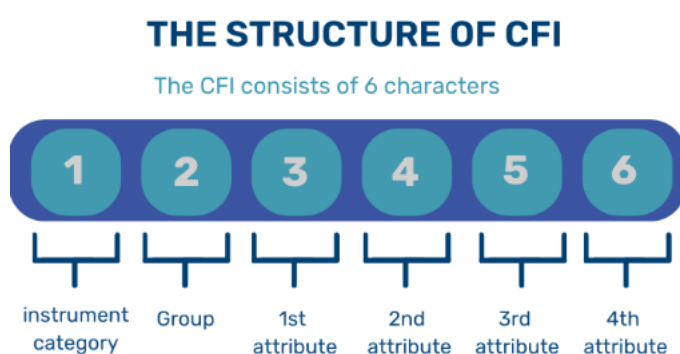 THE STRUCTURE OF CFI
The CFI consists of 6 characters
1 2 3 4 5 6
instrument category
Group
1st attribute
2nd attribute
3rd attribute
4th attribute